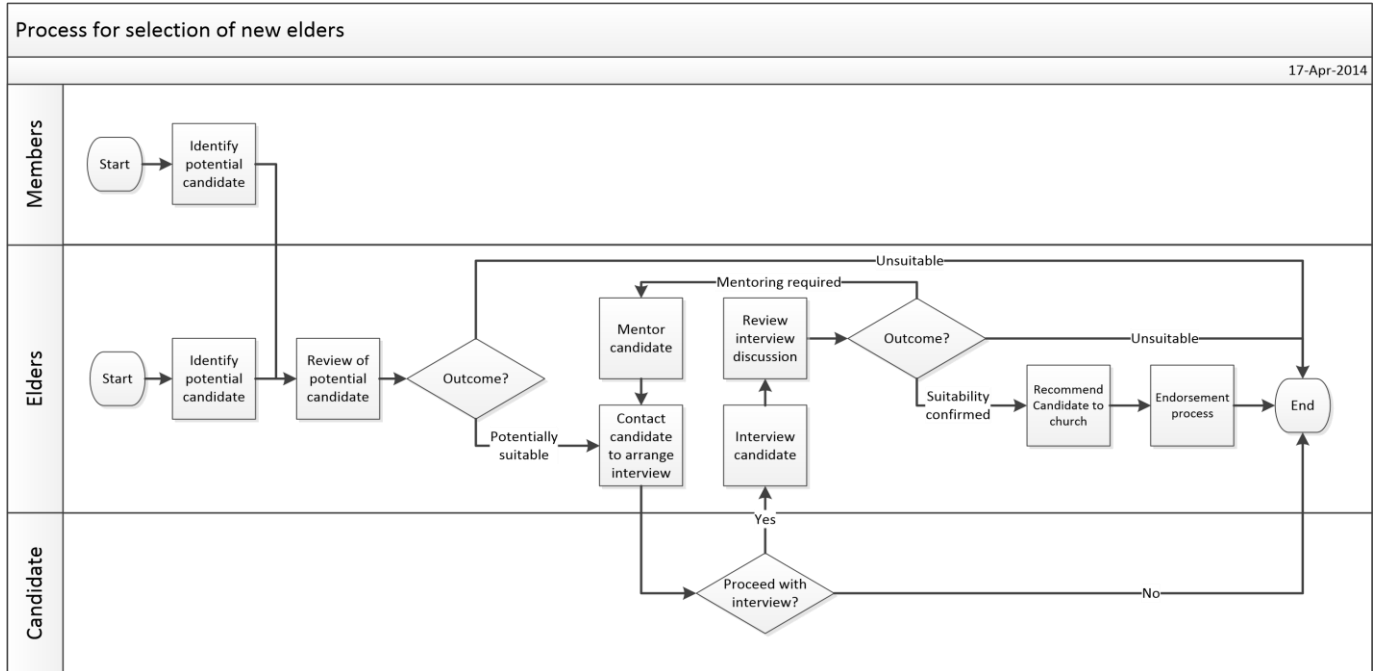 Process for selection of new elders
17-Apr-2014
Members
Start
Identify
potential
candidate
Elders
Unsuitable
Mentoring required
Start
Identify
potential
candidate
Review of
potential
candidate
Outcome?
Potentially
suitable
Mentor
candidate
Contact
candidate
to arrange
interview
Review
interview
discussion
Interview
candidate
Outcome?
Unsuitable
Suitability
confirmed
Recommend
Candidate to
church
Endorsement
process
End
Candidate
Yes
Proceed with
interview?
No